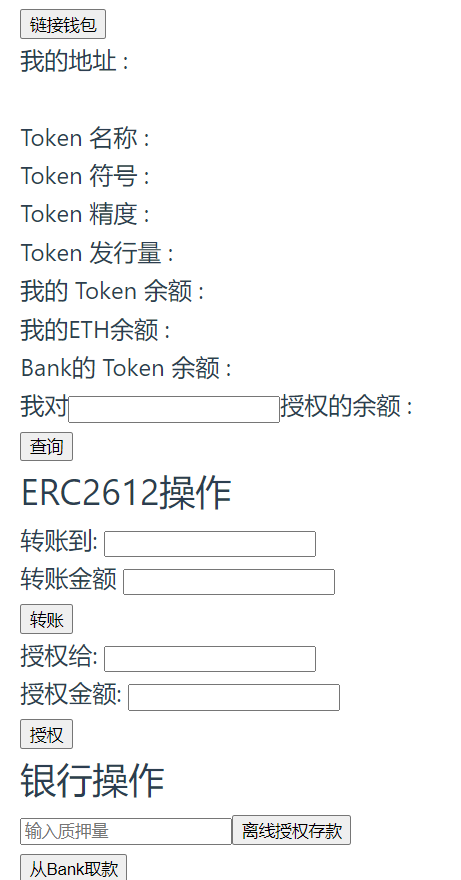 链接钱包
我的地址 :
Token 名称 :
Token 符号 :
Token 精度 :
Token 发行量 :
我的 Token 余额 :
我的ETH余额 :
Bank的 Token 余额 :
我对授权的余额 :
查询
ERC2612操作
转账到:
转账金额
转账
授权给:
授权金额:
授权
银行操作
输入质押量 离线授权存款
从Bank取款